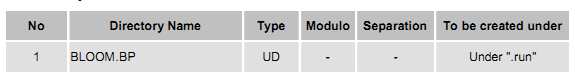 No Directory Name Type Modulo Separation To be created under
1 BLOOM.BP UD - - Under ".run"